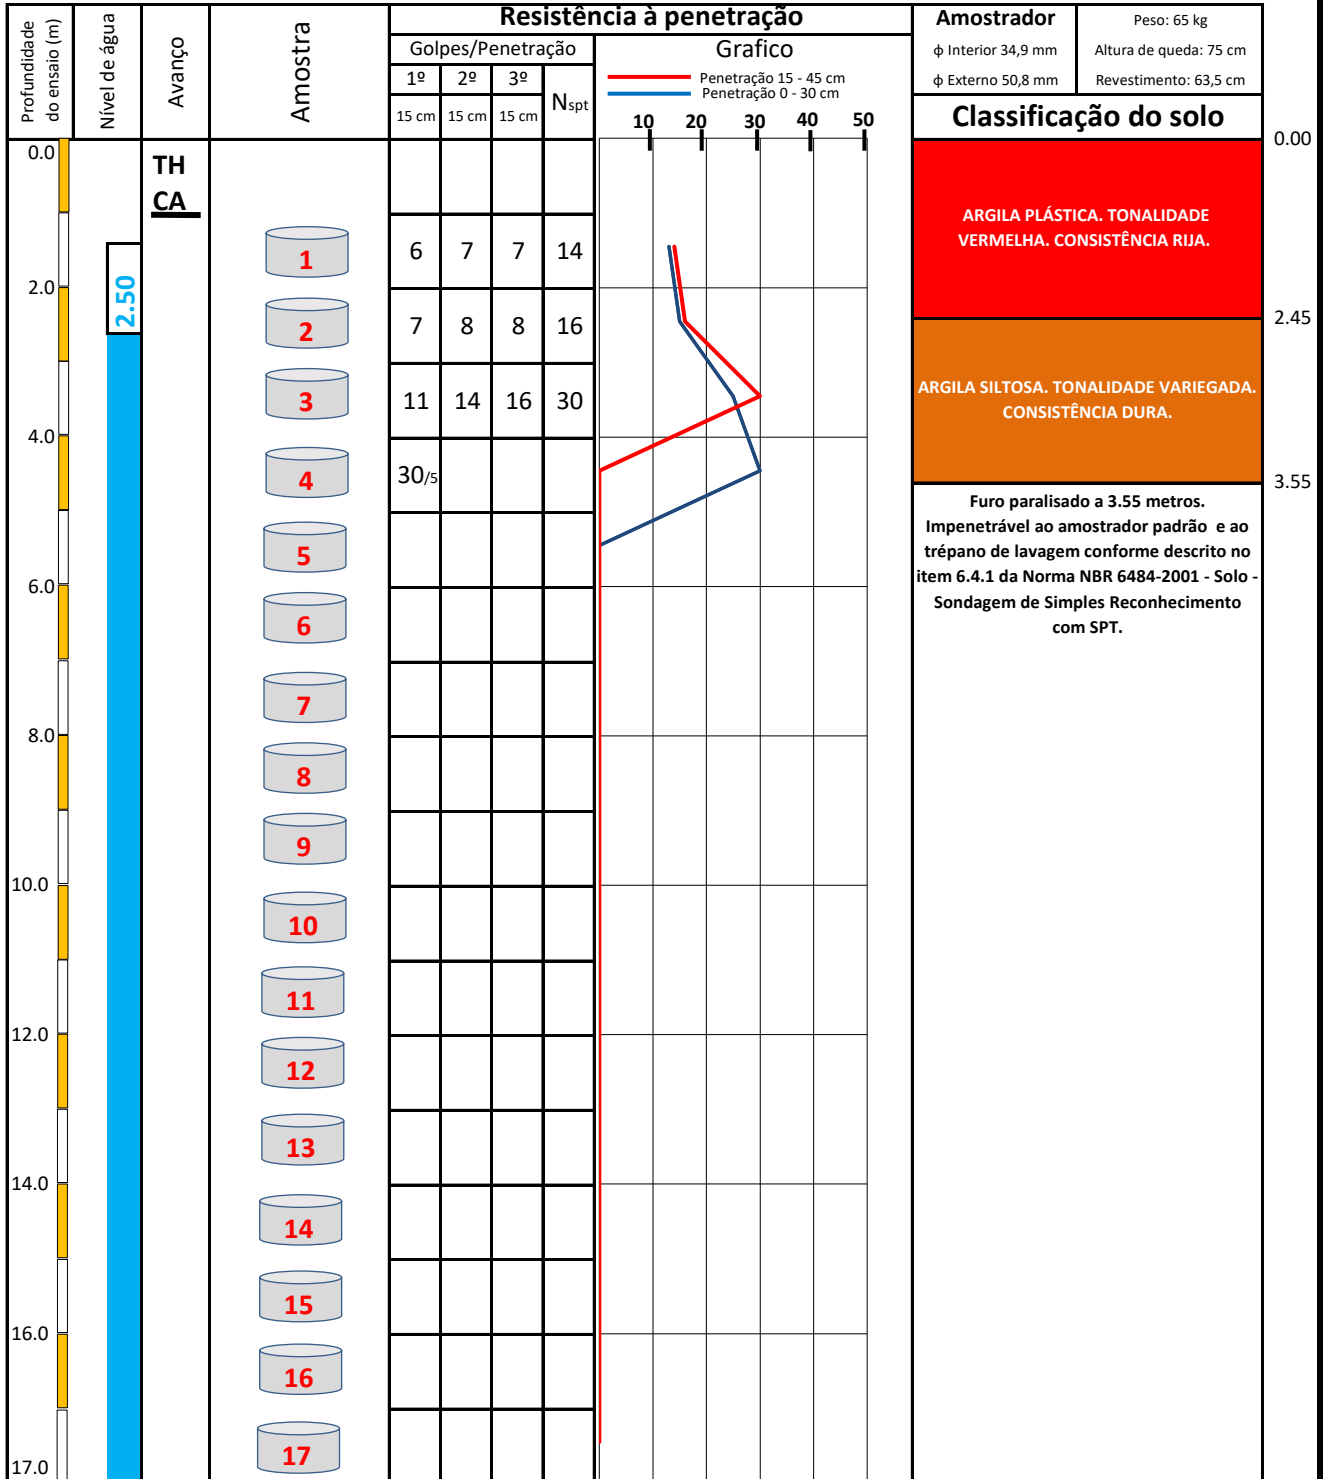 Profundidade
do ensaio (m)
Nível de água
Avanço
Amostra
Resistência à penetração
Golpes/Penetração
1º 2º 3º
15 cm 15 cm 15 cm
Nspt
Grafico
Penetração 15 - 45 cm
Penetração 0 - 30 cm
10 20 30 40 50
Amostrador
ϕ Interior 34,9 mm
ϕ Externo 50,8 mm
Peso: 65 kg
Altura de queda: 75 cm
Revestimento: 63,5 cm
Classificação do solo
0.00
0.0
TH
CA
ARGILA PLÁSTICA. TONALIDADE
VERMELHA. CONSISTÊNCIA RIJA.
1 6 7 7 14
2.0
2.50
2.45
2 7 8 8 16
ARGILA SILTOSA. TONALIDADE VARIEGADA.
CONSISTÊNCIA DURA.
3 11 14 16 30
4.0
4 30/5
3.55
Furo paralisado a 3.55 metros.
Impenetrável ao amostrador padrão e ao
trépano de lavagem conforme descrito no
item 6.4.1 da Norma NBR 6484-2001 - Solo -
Sondagem de Simples Reconhecimento
com SPT.
5
6.0
6
7
8.0
8
9
10.0
10
11
12.0
12
13
14.0
14
15
16.0
16
17
17.0